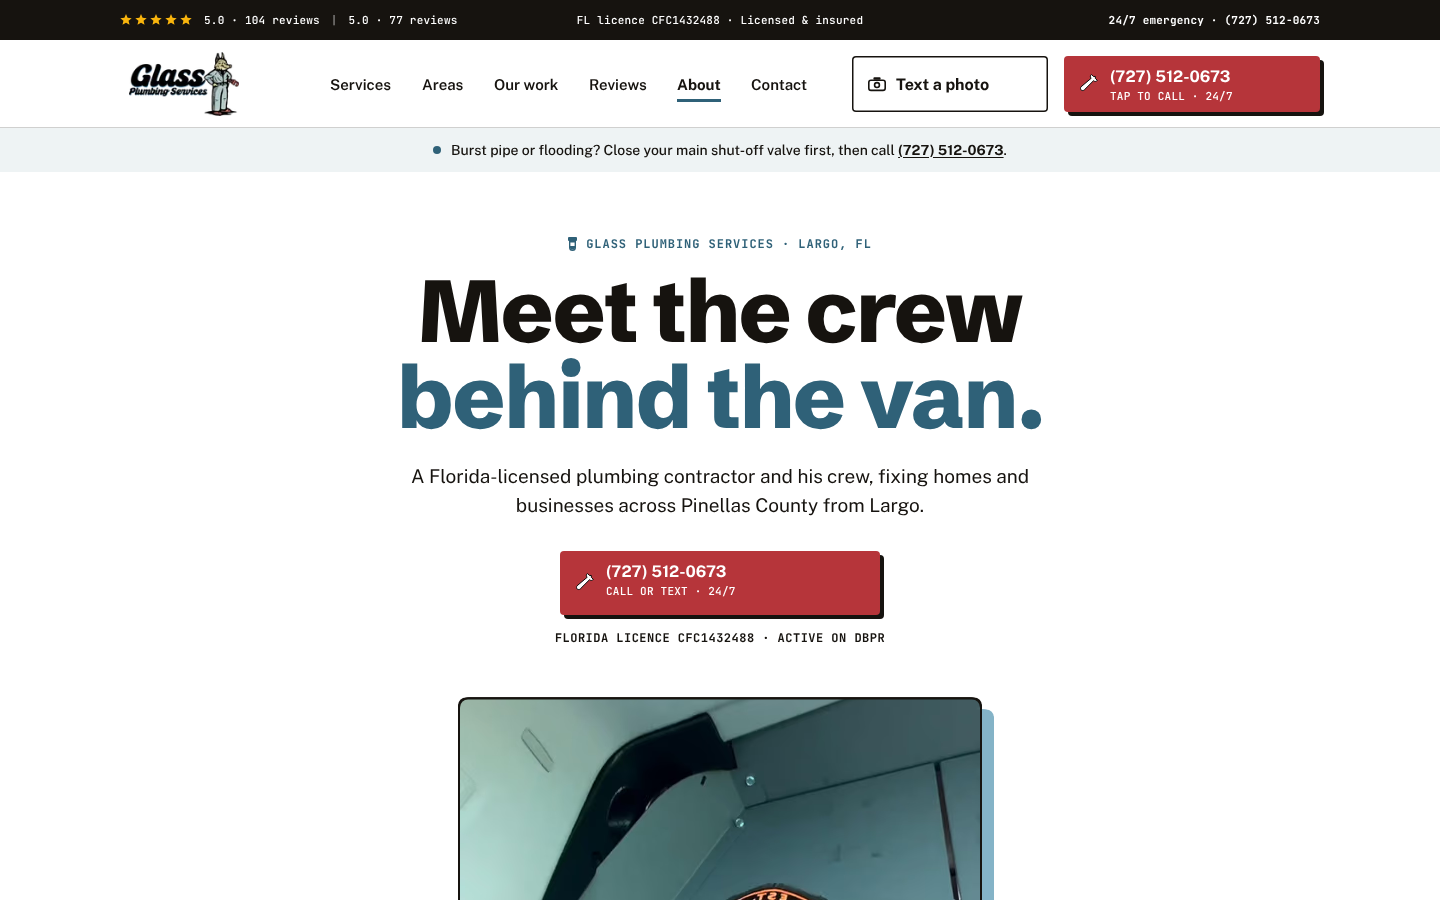 5.0 · 104 reviews | 5.0 · 77 reviews
FL licence CFC1432488 · Licensed & insured
24/7 emergency · (727) 512-0673
Glass
Plumbing Services
Services
Areas
Our work
Reviews
About
Contact
Text a photo
(727) 512-0673
TAP TO CALL · 24/7
Burst pipe or flooding? Close your main shut-off valve first, then call (727) 512-0673.
GLASS PLUMBING SERVICES · LARGO, FL
Meet the crew
behind the van.
A Florida-licensed plumbing contractor and his crew, fixing homes and
businesses across Pinellas County from Largo.
(727) 512-0673
CALL OR TEXT · 24/7
FLORIDA LICENCE CFC1432488 · ACTIVE ON DBPR